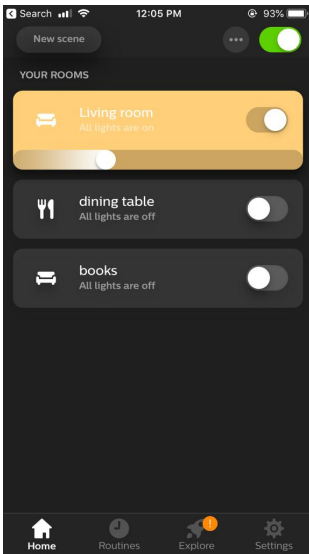 Search 12:05 PM 93%
New scene
YOUR ROOMS
Living room
All lights are on
dining table
All lights are off
books
All lights are off
!
Home Routines Explore Settings